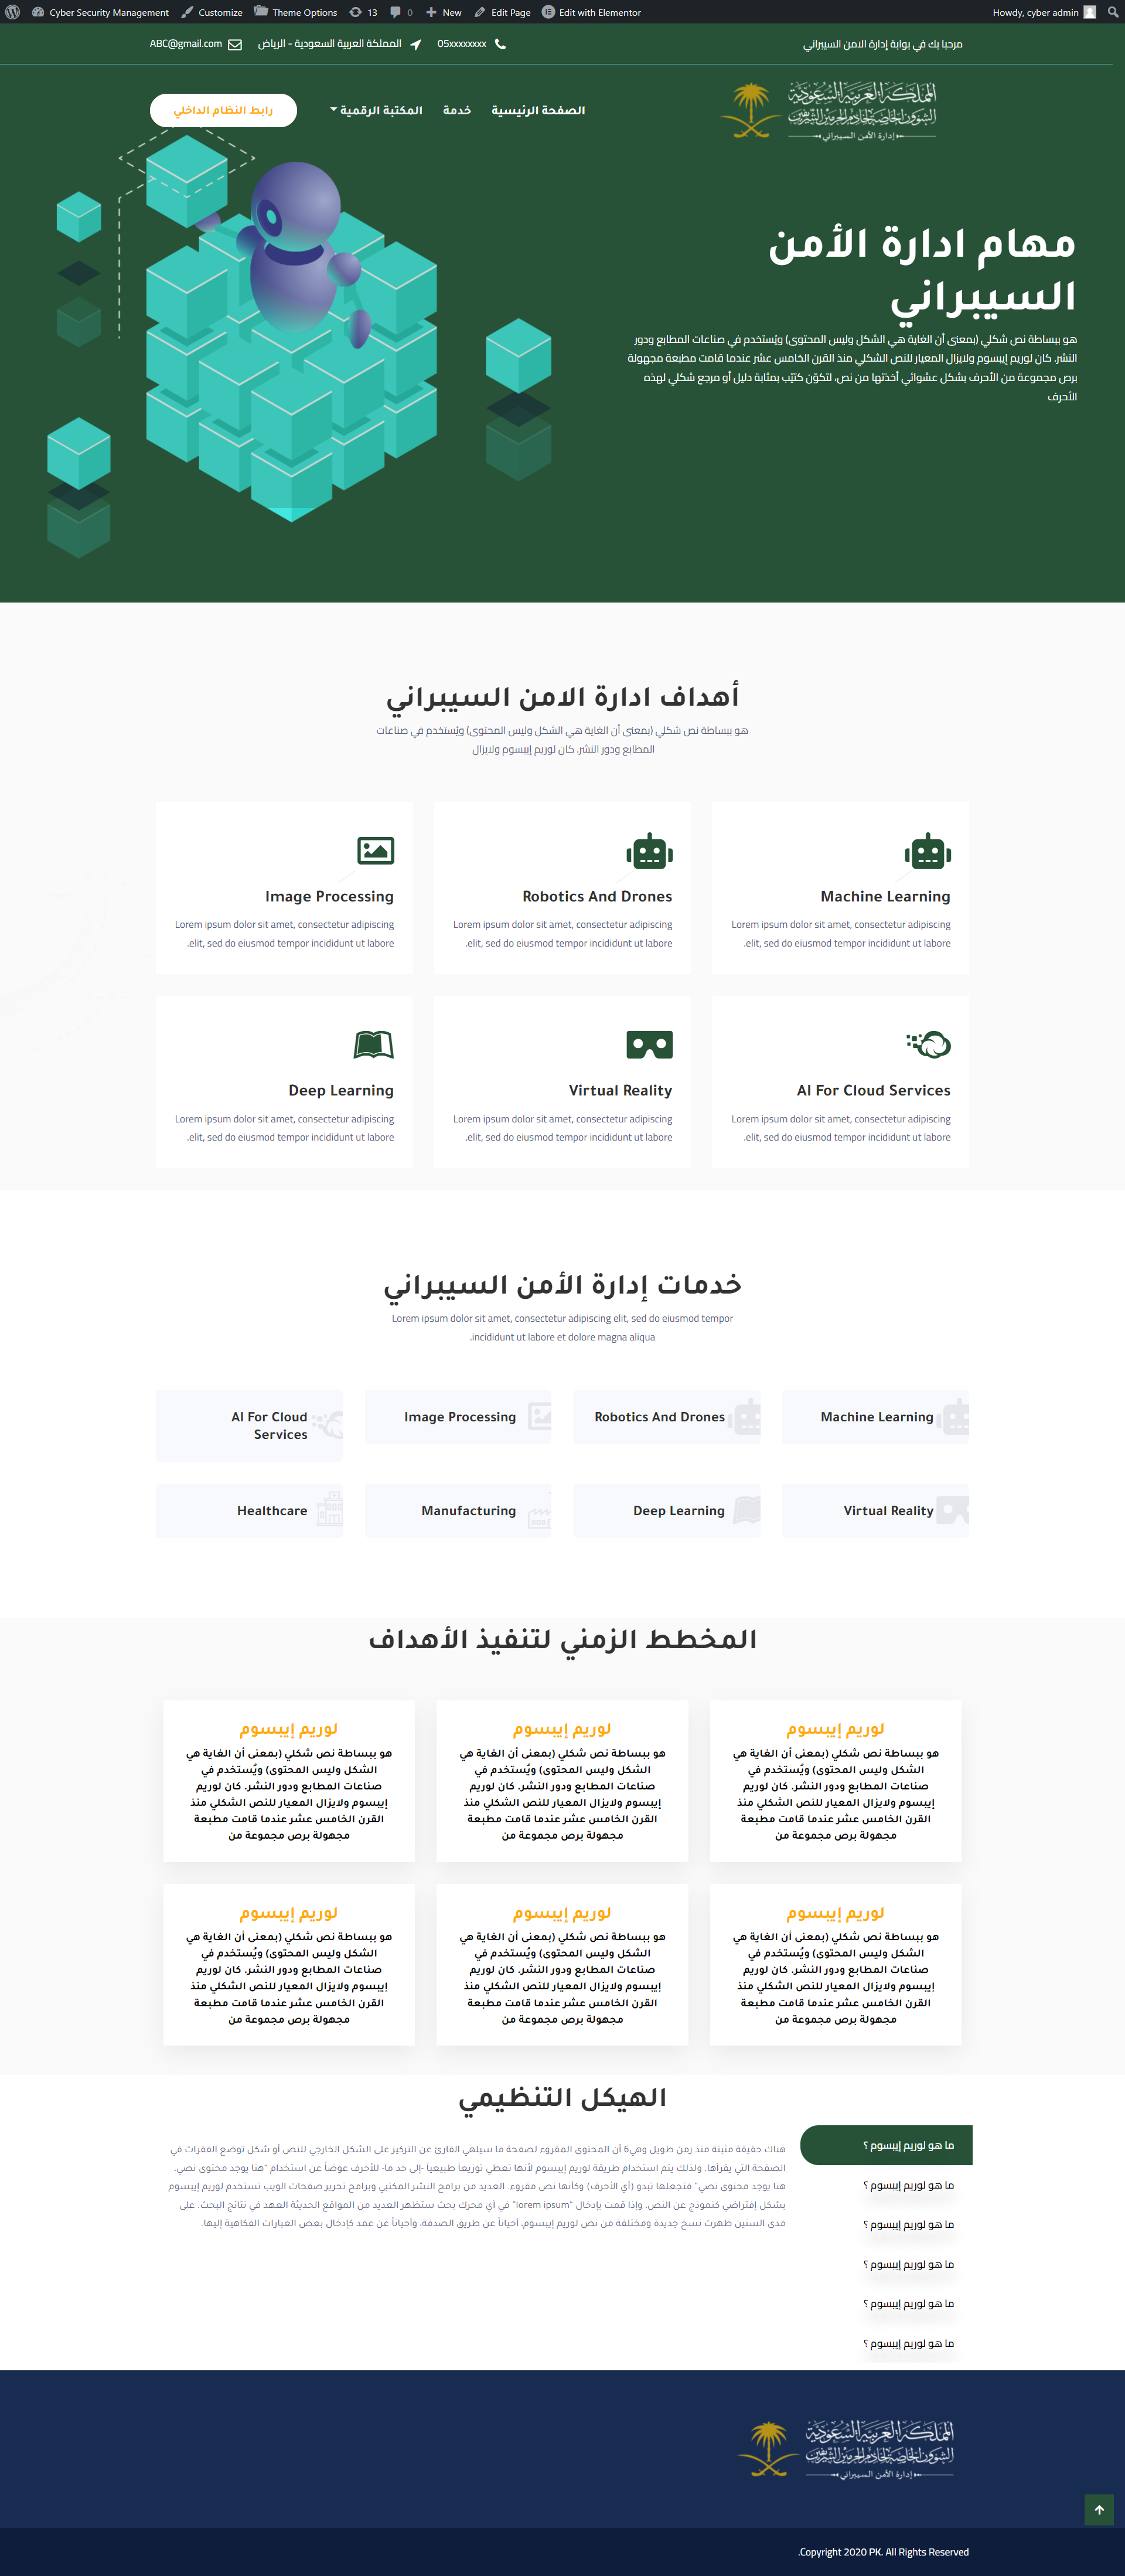 Cyber Security Management Customize Theme Options 13 0 New Edit Page Edit with Elementor Howdy, cyber admin
مرحبا بك في بوابة إدارة الامن السيبراني
05xxxxxxxx المملكة العربية السعودية - الرياض ABC@gmail.com
المملكة العربية السعودية
الشؤون الخاصة لخادم الحرمين الشريفين
إدارة الأمن السيبراني
الصفحة الرئيسية خدمة المكتبة الرقمية رابط النظام الداخلي
مهام ادارة الأمن
السيبراني
هو ببساطة نص شكلي (بمعنى أن الغاية هي الشكل وليس المحتوى) ويُستخدم في صناعات المطابع ودور
النشر. كان لوريم إيبسوم ولايزال المعيار للنص الشكلي منذ القرن الخامس عشر عندما قامت مطبعة مجهولة
برص مجموعة من الأحرف بشكل عشوائي أخذتها من نص، لتكوّن كتيّب بمثابة دليل أو مرجع شكلي لهذه
الأحرف
أهداف ادارة الامن السيبراني
هو ببساطة نص شكلي (بمعنى أن الغاية هي الشكل وليس المحتوى) ويُستخدم في صناعات
المطابع ودور النشر. كان لوريم إيبسوم ولايزال
Machine Learning
Lorem ipsum dolor sit amet, consectetur adipiscing
.elit, sed do eiusmod tempor incididunt ut labore
Robotics And Drones
Lorem ipsum dolor sit amet, consectetur adipiscing
.elit, sed do eiusmod tempor incididunt ut labore
Image Processing
Lorem ipsum dolor sit amet, consectetur adipiscing
.elit, sed do eiusmod tempor incididunt ut labore
AI For Cloud Services
Lorem ipsum dolor sit amet, consectetur adipiscing
.elit, sed do eiusmod tempor incididunt ut labore
Virtual Reality
Lorem ipsum dolor sit amet, consectetur adipiscing
.elit, sed do eiusmod tempor incididunt ut labore
Deep Learning
Lorem ipsum dolor sit amet, consectetur adipiscing
.elit, sed do eiusmod tempor incididunt ut labore
خدمات إدارة الأمن السيبراني
Lorem ipsum dolor sit amet, consectetur adipiscing elit, sed do eiusmod tempor
.incididunt ut labore et dolore magna aliqua
Machine Learning
Robotics And Drones
Image Processing
AI For Cloud
Services
Virtual Reality
Deep Learning
Manufacturing
Healthcare
المخطط الزمني لتنفيذ الأهداف
لوريم إيبسوم
هو ببساطة نص شكلي (بمعنى أن الغاية هي
الشكل وليس المحتوى) ويُستخدم في
صناعات المطابع ودور النشر. كان لوريم
إيبسوم ولايزال المعيار للنص الشكلي منذ
القرن الخامس عشر عندما قامت مطبعة
مجهولة برص مجموعة من
لوريم إيبسوم
هو ببساطة نص شكلي (بمعنى أن الغاية هي
الشكل وليس المحتوى) ويُستخدم في
صناعات المطابع ودور النشر. كان لوريم
إيبسوم ولايزال المعيار للنص الشكلي منذ
القرن الخامس عشر عندما قامت مطبعة
مجهولة برص مجموعة من
لوريم إيبسوم
هو ببساطة نص شكلي (بمعنى أن الغاية هي
الشكل وليس المحتوى) ويُستخدم في
صناعات المطابع ودور النشر. كان لوريم
إيبسوم ولايزال المعيار للنص الشكلي منذ
القرن الخامس عشر عندما قامت مطبعة
مجهولة برص مجموعة من
لوريم إيبسوم
هو ببساطة نص شكلي (بمعنى أن الغاية هي
الشكل وليس المحتوى) ويُستخدم في
صناعات المطابع ودور النشر. كان لوريم
إيبسوم ولايزال المعيار للنص الشكلي منذ
القرن الخامس عشر عندما قامت مطبعة
مجهولة برص مجموعة من
لوريم إيبسوم
هو ببساطة نص شكلي (بمعنى أن الغاية هي
الشكل وليس المحتوى) ويُستخدم في
صناعات المطابع ودور النشر. كان لوريم
إيبسوم ولايزال المعيار للنص الشكلي منذ
القرن الخامس عشر عندما قامت مطبعة
مجهولة برص مجموعة من
لوريم إيبسوم
هو ببساطة نص شكلي (بمعنى أن الغاية هي
الشكل وليس المحتوى) ويُستخدم في
صناعات المطابع ودور النشر. كان لوريم
إيبسوم ولايزال المعيار للنص الشكلي منذ
القرن الخامس عشر عندما قامت مطبعة
مجهولة برص مجموعة من
الهيكل التنظيمي
ما هو لوريم إيبسوم ؟
ما هو لوريم إيبسوم ؟
ما هو لوريم إيبسوم ؟
ما هو لوريم إيبسوم ؟
ما هو لوريم إيبسوم ؟
ما هو لوريم إيبسوم ؟
هناك حقيقة مثبتة منذ زمن طويل وهي6 أن المحتوى المقروء لصفحة ما سيلهي القارئ عن التركيز على الشكل الخارجي للنص أو شكل توضع الفقرات في
الصفحة التي يقرأها. ولذلك يتم استخدام طريقة لوريم إيبسوم لأنها تعطي توزيعاَ طبيعياَ -إلى حد ما- للأحرف عوضاً عن استخدام "هنا يوجد محتوى نصي،
هنا يوجد محتوى نصي" فتجعلها تبدو (أي الأحرف) وكأنها نص مقروء. العديد من برامح النشر المكتبي وبرامح تحرير صفحات الويب تستخدم لوريم إيبسوم
بشكل إفتراضي كنموذج عن النص، وإذا قمت بإدخال "lorem ipsum" في أي محرك بحث ستظهر العديد من المواقع الحديثة العهد في نتائج البحث. على
مدى السنين ظهرت نسخ جديدة ومختلفة من نص لوريم إيبسوم، أحياناً عن طريق الصدفة، وأحياناً عن عمد كإدخال بعض العبارات الفكاهية إليها.
المملكة العربية السعودية
الشؤون الخاصة لخادم الحرمين الشريفين
إدارة الأمن السيبراني
.Copyright 2020 PK. All Rights Reserved